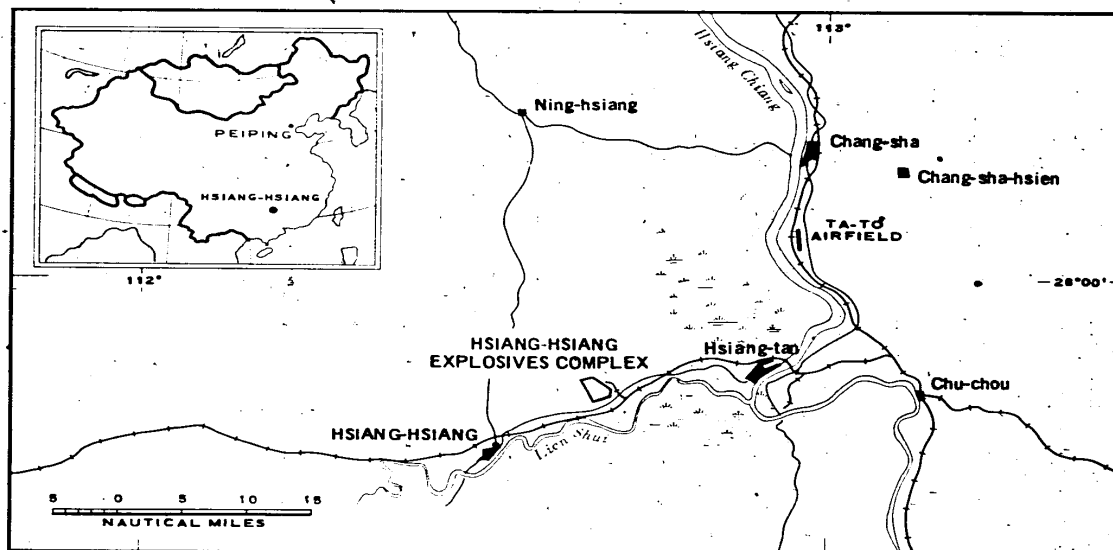 PEIPING
HSIANG-HSIANG
112°
113°
Hsiang Chiang
Ning-hsiang
Chang-sha
Chang-sha-hsien
TA-TO
AIRFIELD
28°00'
HSIANG-HSIANG
EXPLOSIVES COMPLEX
Hsiang-tan
Chu-chou
HSIANG-HSIANG
Lien Shui
5 0 5 10 15
NAUTICAL MILES